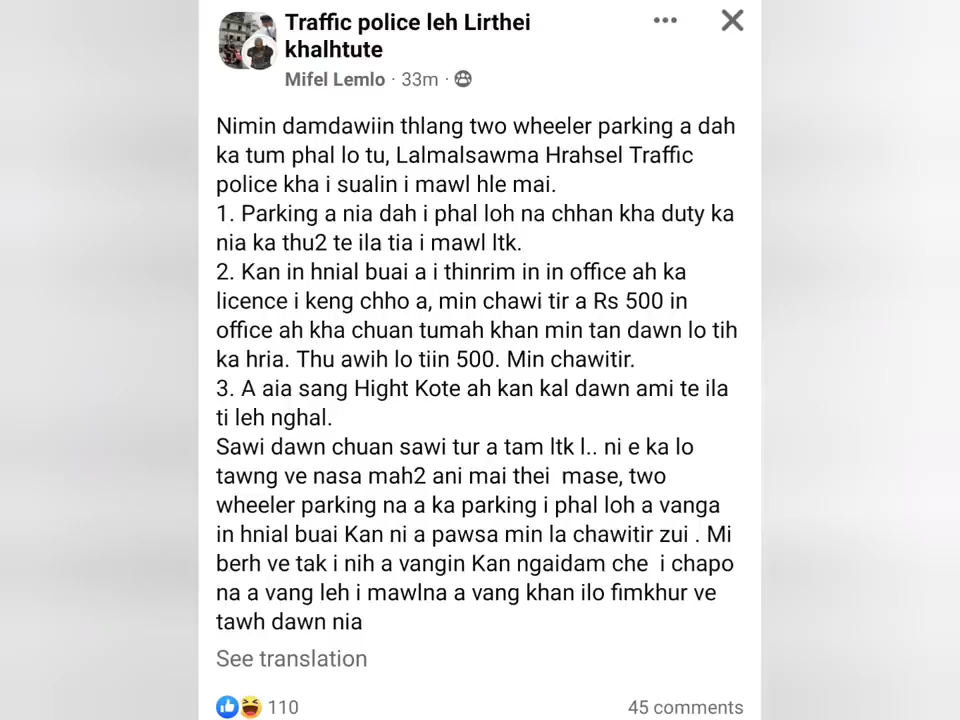 Traffic police leh Lirthei
khalhtute
Mifel Lemlo · 33m ·
Nimin damdawiin thlang two wheeler parking a dah
ka tum phal lo tu, Lalmalsawma Hrahsel Traffic
police kha i sualin i mawl hle mai.
1. Parking a nia dah i phal loh na chhan kha duty ka
nia ka thu2 te ila tia i mawl ltk.
2. Kan in hnial buai a i thinrim in in office ah ka
licence i keng chho a, min chawi tir a Rs 500 in
office ah kha chuan tumah khan min tan dawn lo tih
ka hria. Thu awih lo tiin 500. Min chawitir.
3. A aia sang Hight Kote ah kan kal dawn ami te ila
ti leh nghal.
Sawi dawn chuan sawi tur a tam ltk l.. ni e ka lo
tawng ve nasa mah2 ani mai thei  mase, two
wheeler parking na a ka parking i phal loh a vanga
in hnial buai Kan ni a pawsa min la chawitir zui . Mi
berh ve tak i nih a vangin Kan ngaidam che  i chapo
na a vang leh i mawlna a vang khan ilo fimkhur ve
tawh dawn nia
See translation
110
45 comments